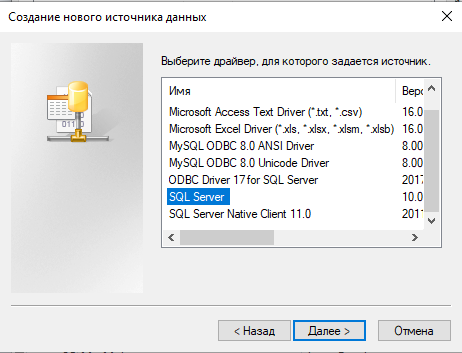 Создание нового источника данных
Выберите драйвер, для которого задается источник.
Имя Верс
Microsoft Access Text Driver (*.txt, *.csv) 16.0
Microsoft Excel Driver (*.xls, *.xlsx, *.xlsm, *.xlsb) 16.0
MySQL ODBC 8.0 ANSI Driver 8.00
MySQL ODBC 8.0 Unicode Driver 8.00
ODBC Driver 17 for SQL Server 2017
SQL Server 10.0
SQL Server Native Client 11.0 2011
< Назад
Далее >
Отмена